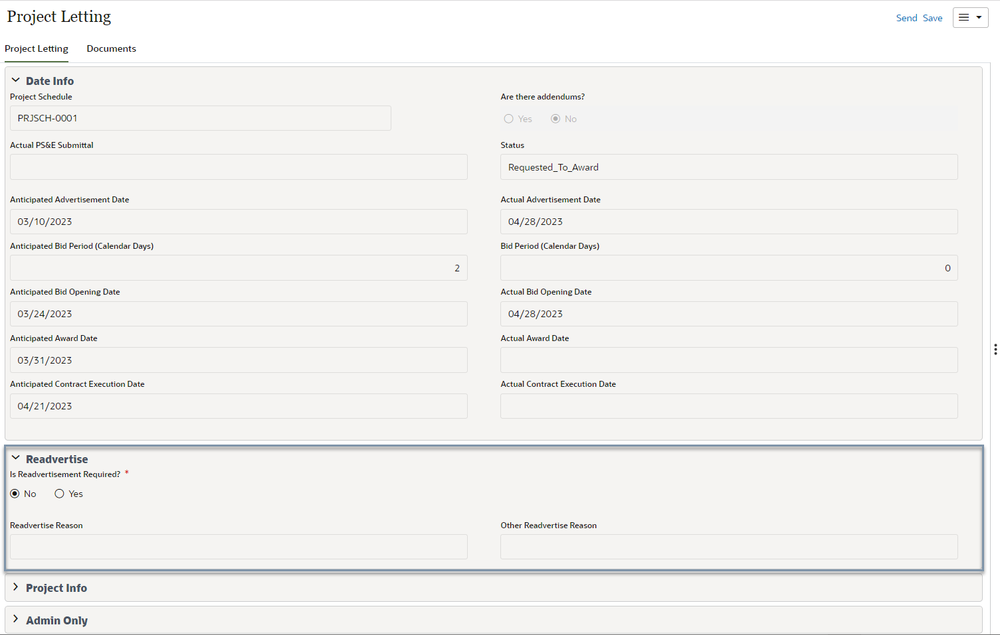 Project Letting
Send Save
Project Letting Documents
Date Info
Project Schedule Are there addendums?
PRJSCH-0001 Yes No
Actual PS&E Submittal Status
Requested_To_Award
Anticipated Advertisement Date Actual Advertisement Date
03/10/2023 04/28/2023
Anticipated Bid Period (Calendar Days) Bid Period (Calendar Days)
2 0
Anticipated Bid Opening Date Actual Bid Opening Date
03/24/2023 04/28/2023
Anticipated Award Date Actual Award Date
03/31/2023
Anticipated Contract Execution Date Actual Contract Execution Date
04/21/2023
Readvertise
Is Readvertisement Required? *
No Yes
Readvertise Reason Other Readvertise Reason
Project Info
Admin Only